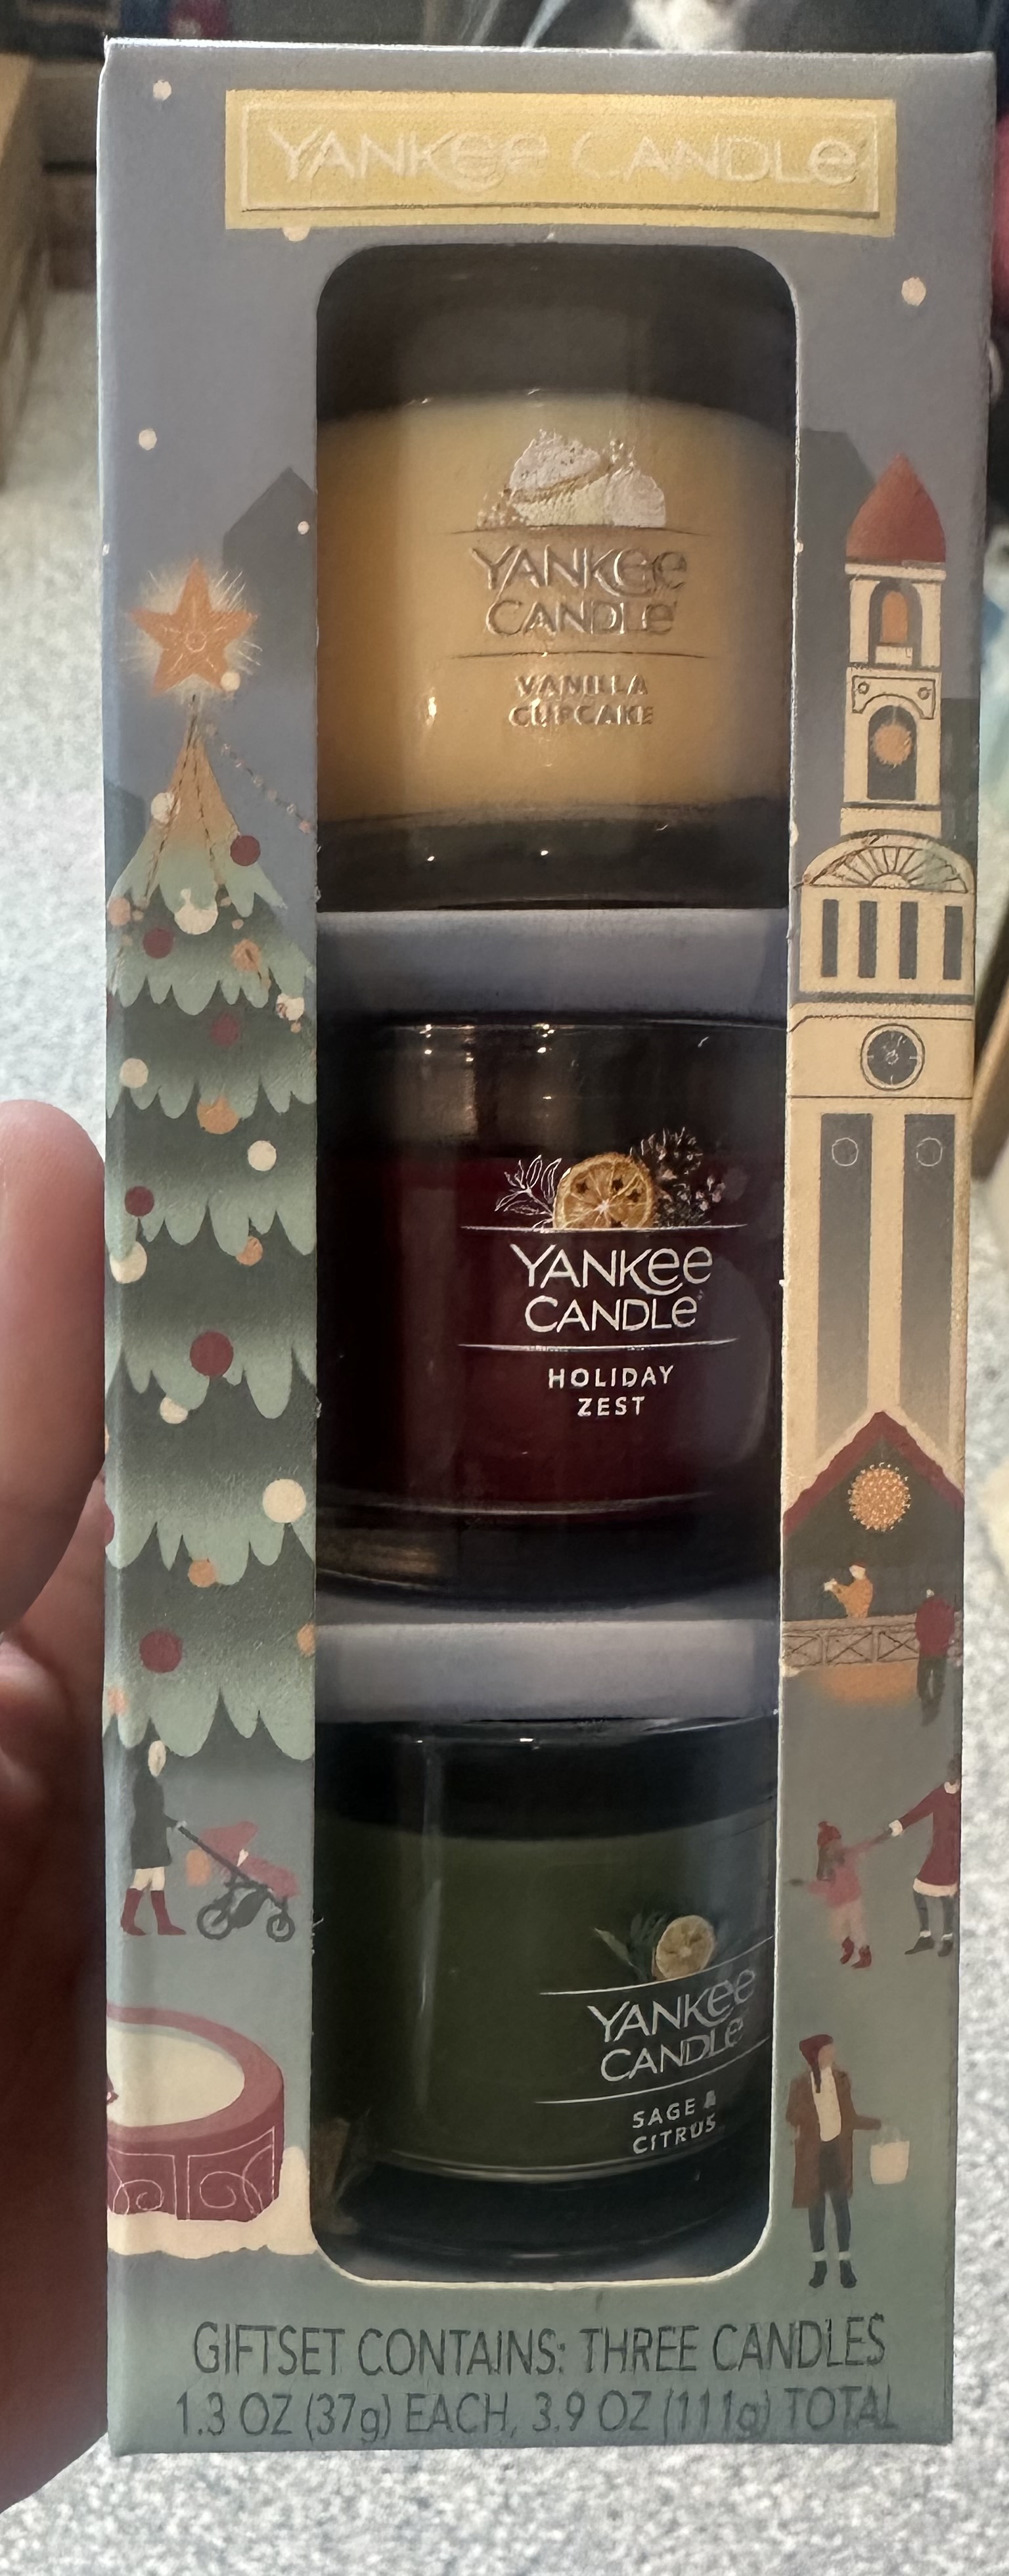 YANKEE CANDLE
YANKEE
CANDLE
VANILLA
CUPCAKE
YANKEE
CANDLE
HOLIDAY
ZEST
YANKEE
CANDLE
SAGE &
CITRUS
GIFTSET CONTAINS: THREE CANDLES
1.3 OZ (37g) EACH, 3.9 OZ (111g) TOTAL